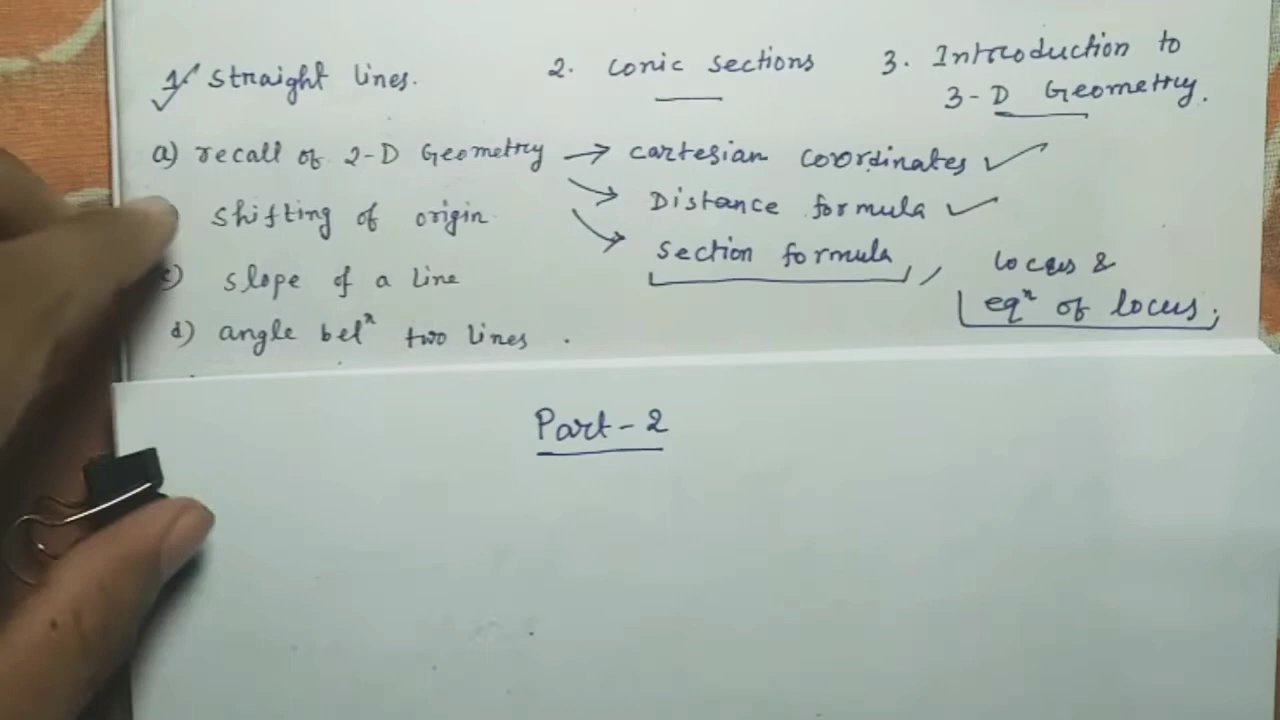 1. Straight lines. 2. Conic sections 3. Introduction to
3-D Geometry.
a) recall of 2-D Geometry → cartesian coordinates ✓
→ Distance formula ✓
shifting of origin
→ section formula, locus &
eqⁿ of locus,
c) slope of a line
d) angle betⁿ two lines.
Part-2